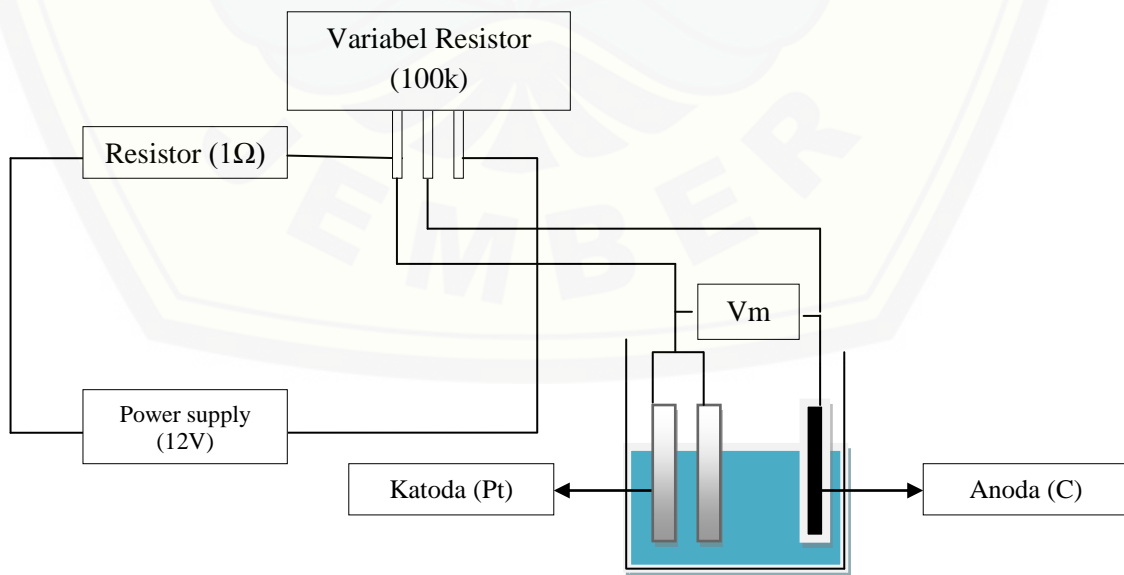 Variabel Resistor
(100k)
Resistor (1Ω)
Vm
Power supply
(12V)
Katoda (Pt)
Anoda (C)